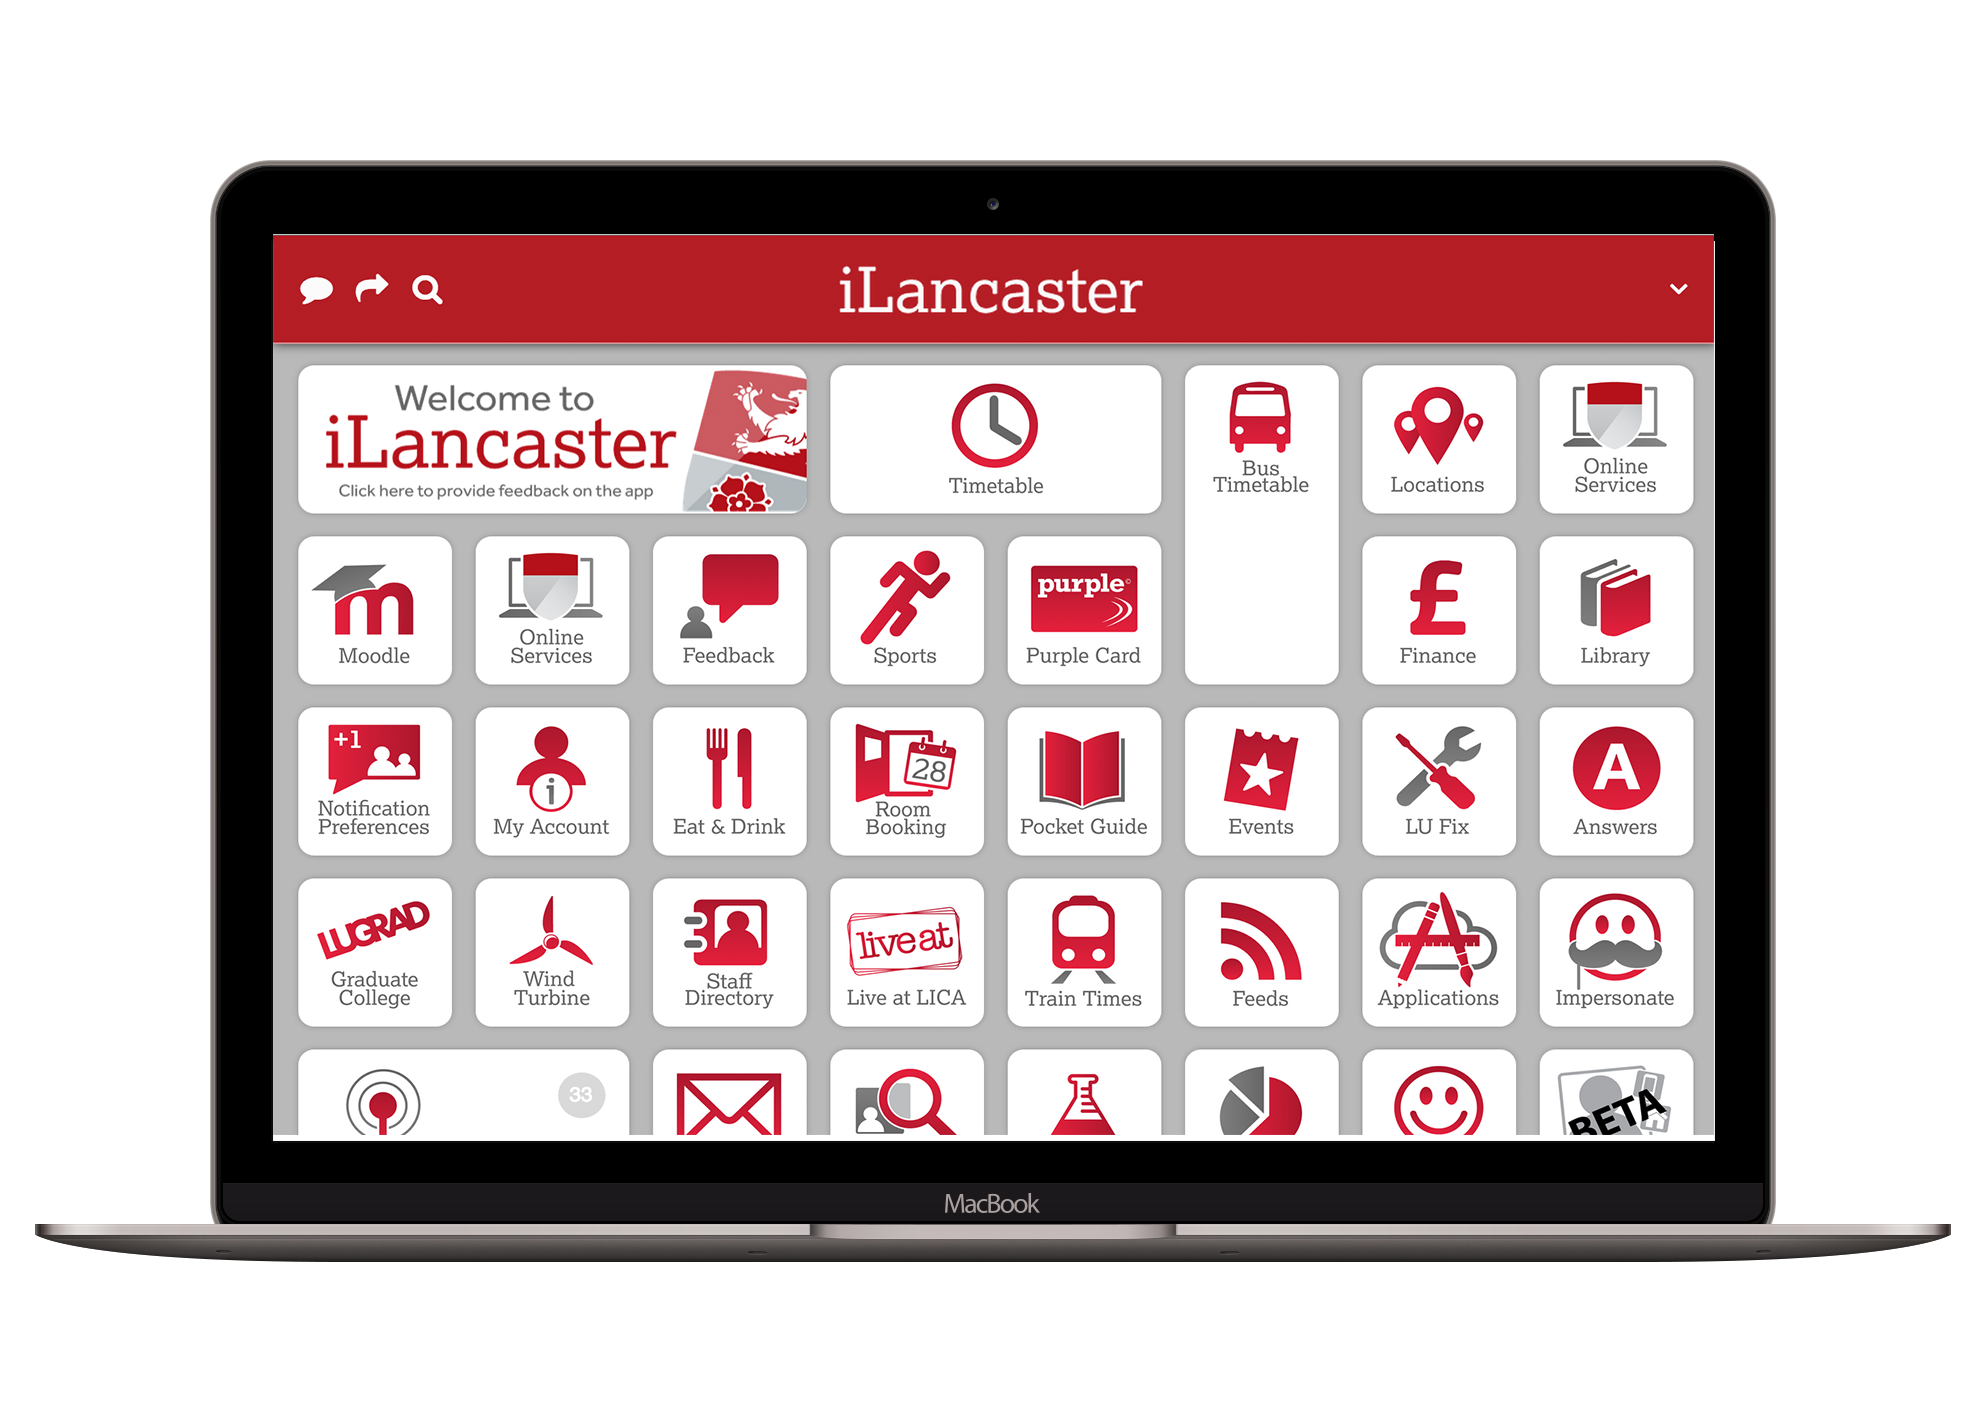 iLancaster
Welcome to
iLancaster
Click here to provide feedback on the app
Timetable
Bus
Timetable
Locations
Online
Services
m
Moodle
Online
Services
Feedback
Sports
purple©
Purple Card
£
Finance
Library
+1
Notification
Preferences
i
My Account
Eat & Drink
28
Room
Booking
Pocket Guide
Events
LU Fix
A
Answers
LUGRAD
Graduate
College
Wind
Turbine
Staff
Directory
live at
Live at LICA
Train Times
Feeds
Applications
Impersonate
33
BETA
MacBook